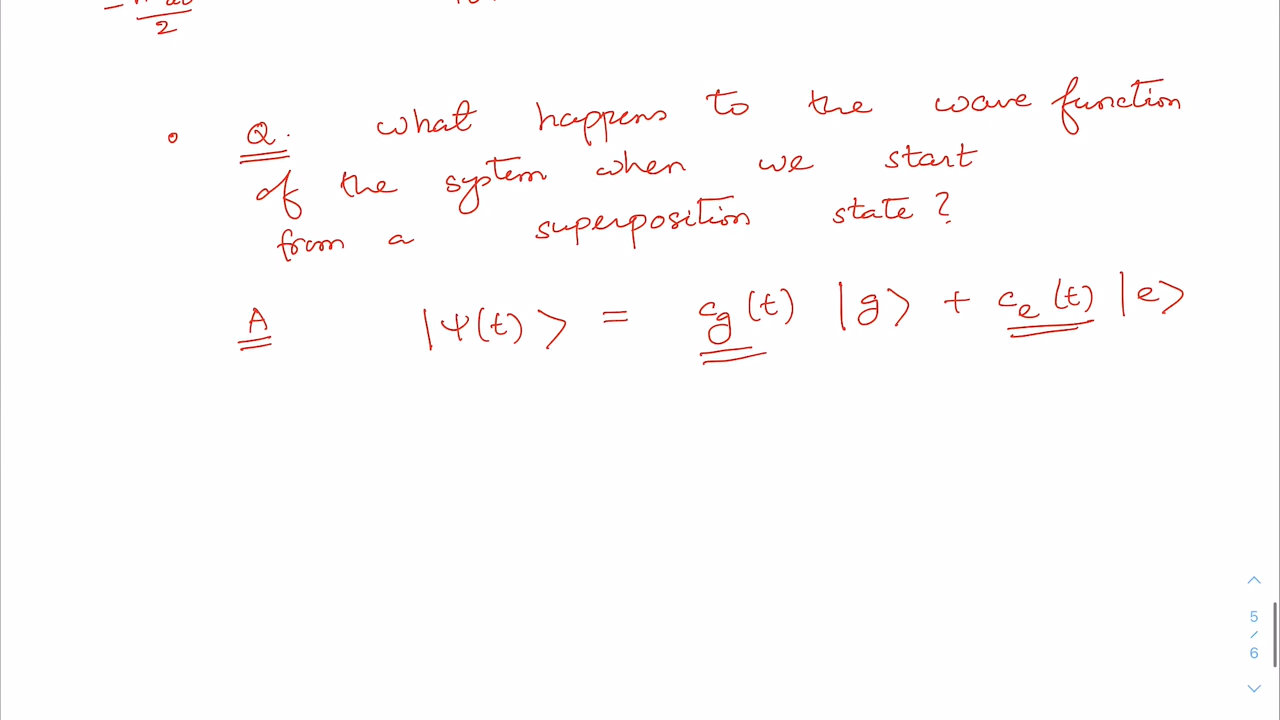 2
• Q. what happens to the wave function
of the system when we start
from a superposition state?
A |Ψ(t)⟩ = c_g(t) |g⟩ + c_e(t) |e⟩
5
/
6